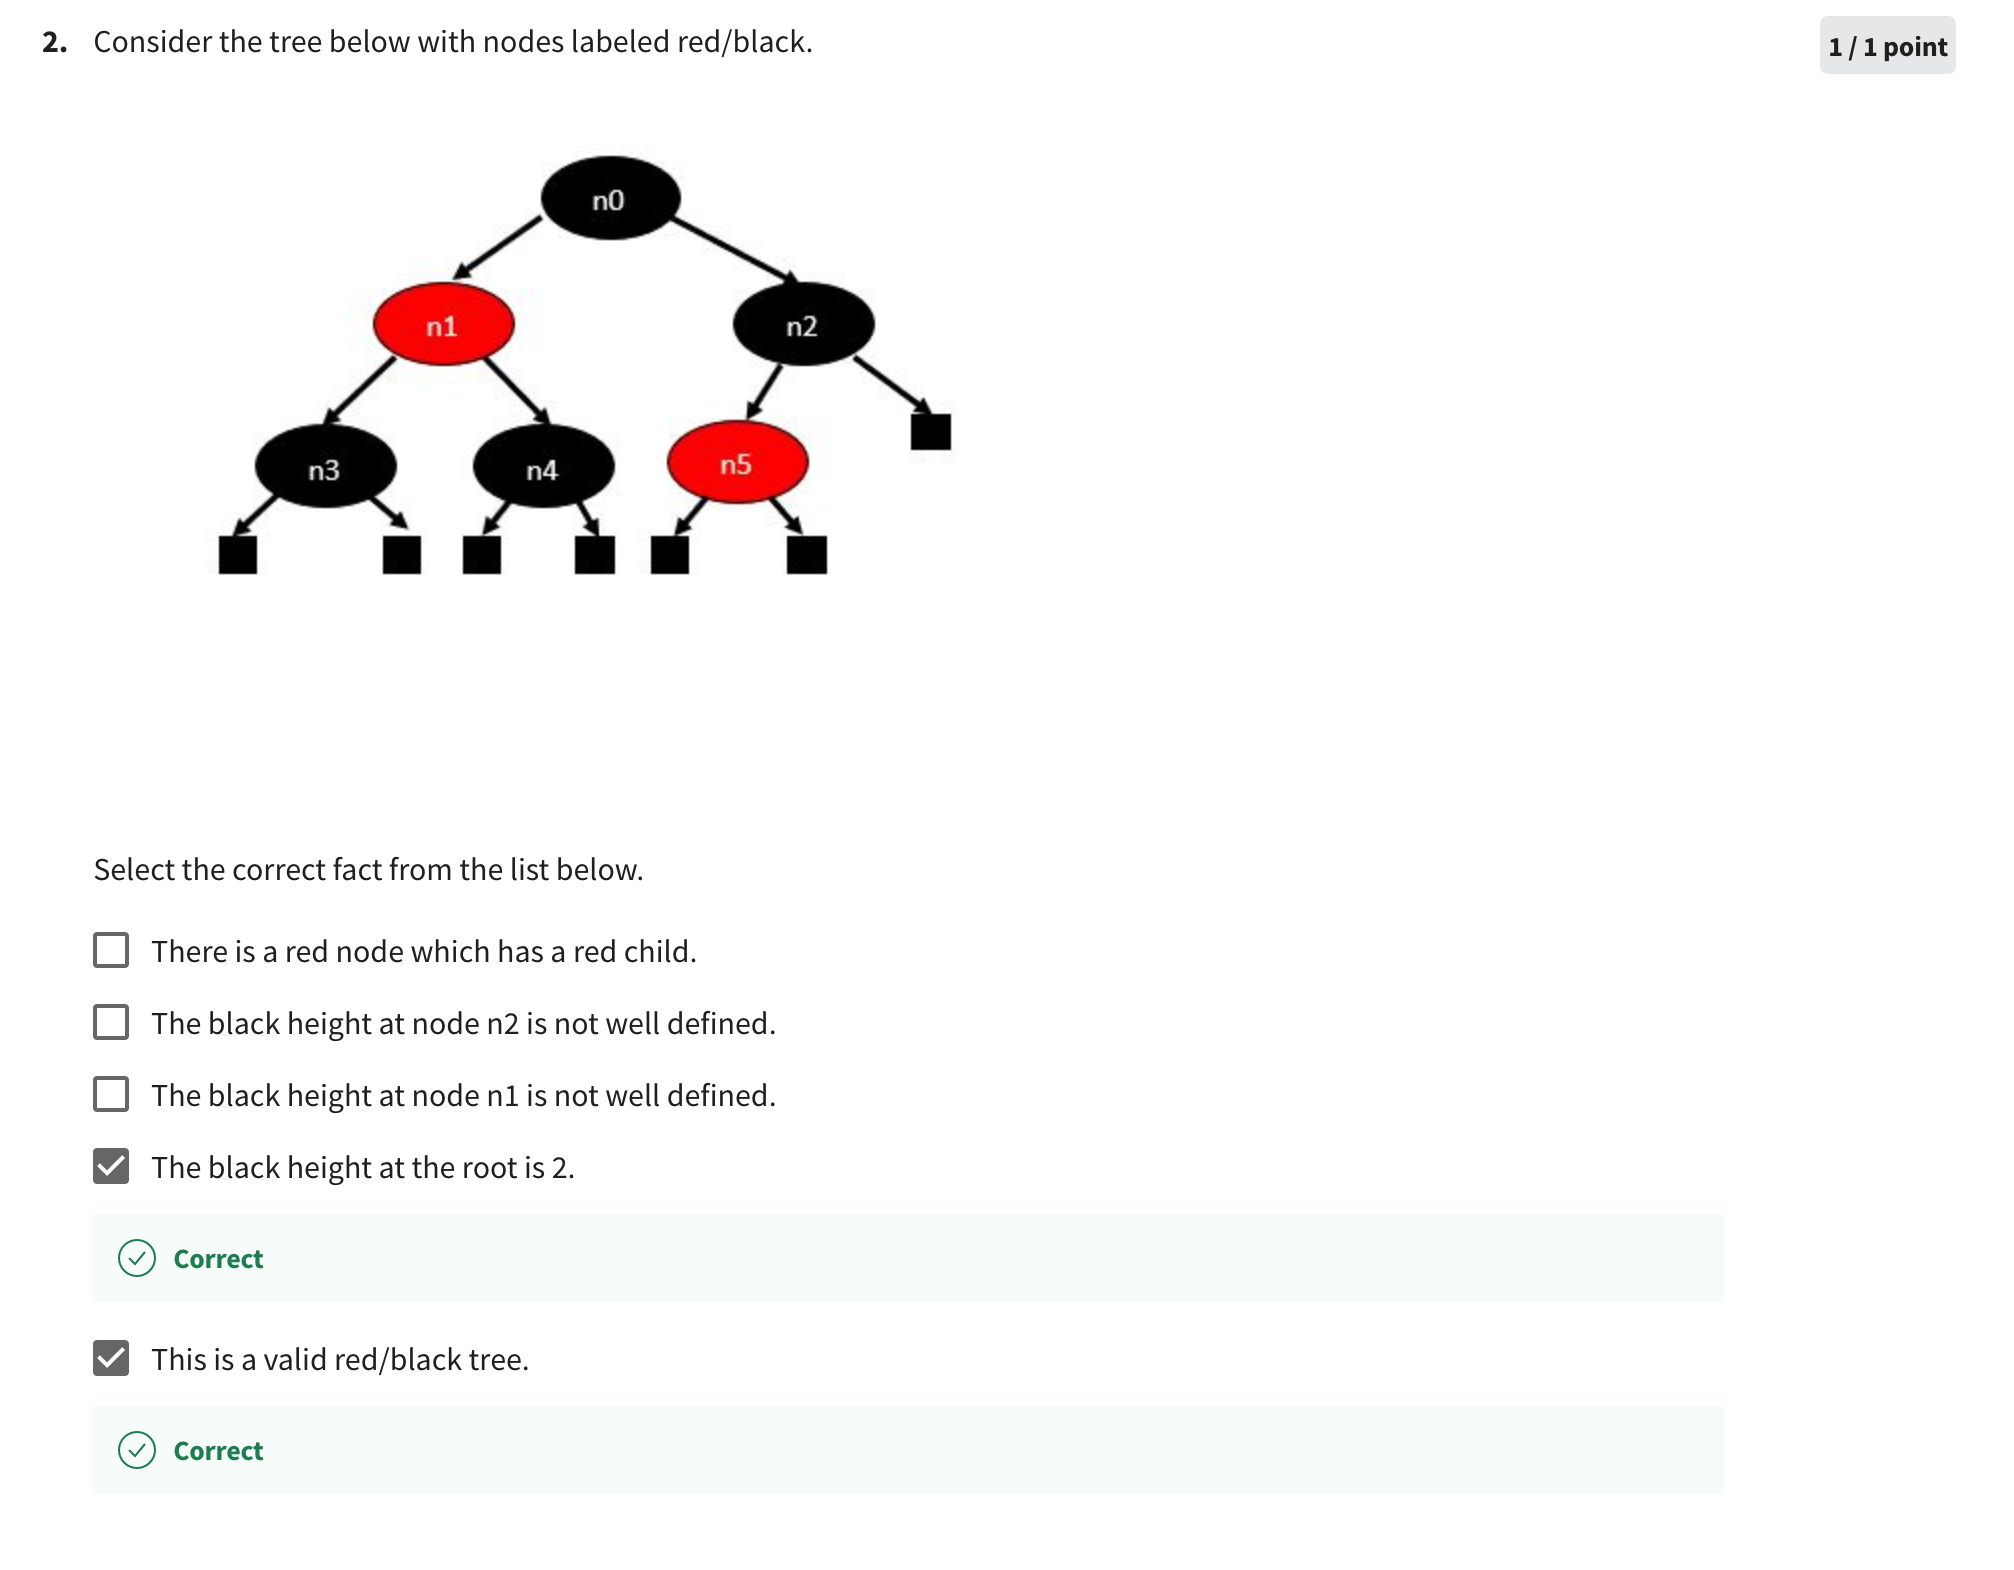 2. Consider the tree below with nodes labeled red/black.
1 / 1 point
n0
n1
n2
n3
n4
n5
Select the correct fact from the list below.
There is a red node which has a red child.
The black height at node n2 is not well defined.
The black height at node n1 is not well defined.
The black height at the root is 2.
Correct
This is a valid red/black tree.
Correct